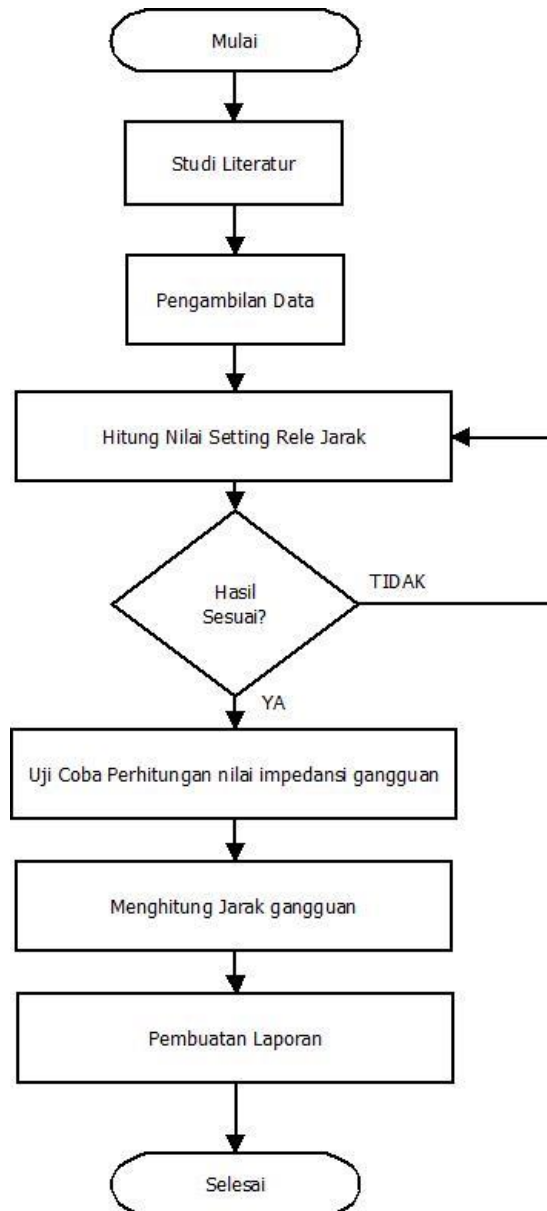 Mulai
Studi Literatur
Pengambilan Data
Hitung Nilai Setting Rele Jarak
Hasil
Sesuai?
TIDAK
YA
Uji Coba Perhitungan nilai impedansi gangguan
Menghitung Jarak gangguan
Pembuatan Laporan
Selesai